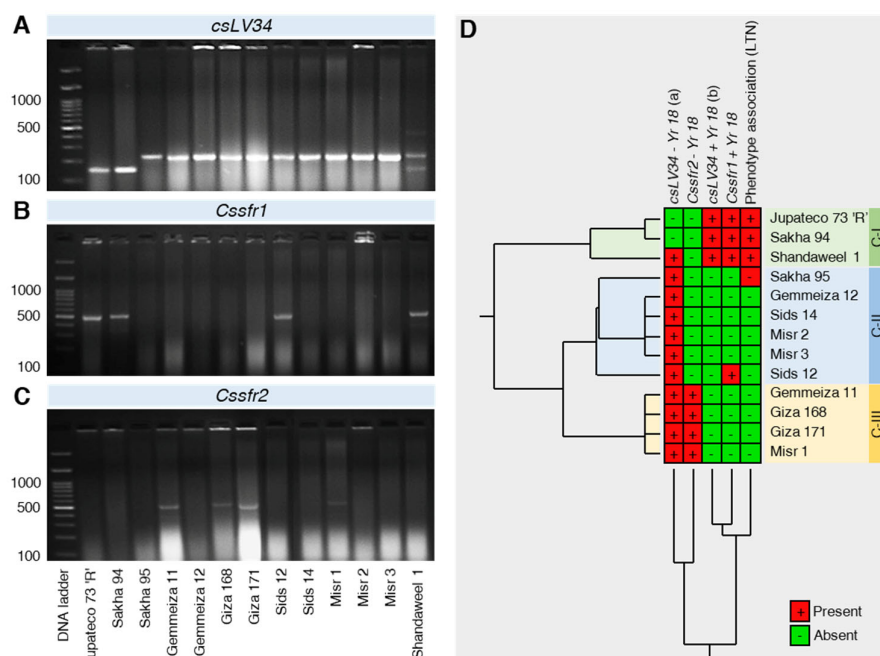 A
csLV34
1000
500
100
B
Cssfr1
1000
500
100
C
Cssfr2
1000
500
100
DNA ladder
Jupateco 73 'R'
Sakha 94
Sakha 95
Gemmeiza 11
Gemmeiza 12
Giza 168
Giza 171
Sids 12
Sids 14
Misr 1
Misr 2
Misr 3
Shandaweel 1
D
csLV34 - Yr 18 (a)
Cssfr2 - Yr 18
csLV34 + Yr 18 (b)
Cssfr1 + Yr 18
Phenotype association (LTN)
- - + + + Jupateco 73 'R'
- - + + + Sakha 94
+ - + + + Shandaweel 1
C-I
+ - - - - Sakha 95
+ - - - - Gemmeiza 12
+ - - - - Sids 14
+ - - - - Misr 2
+ - - - - Misr 3
+ - - + - Sids 12
C-II
+ + - - - Gemmeiza 11
+ + - - - Giza 168
+ + - - - Giza 171
+ + - - - Misr 1
C-III
+ Present
- Absent